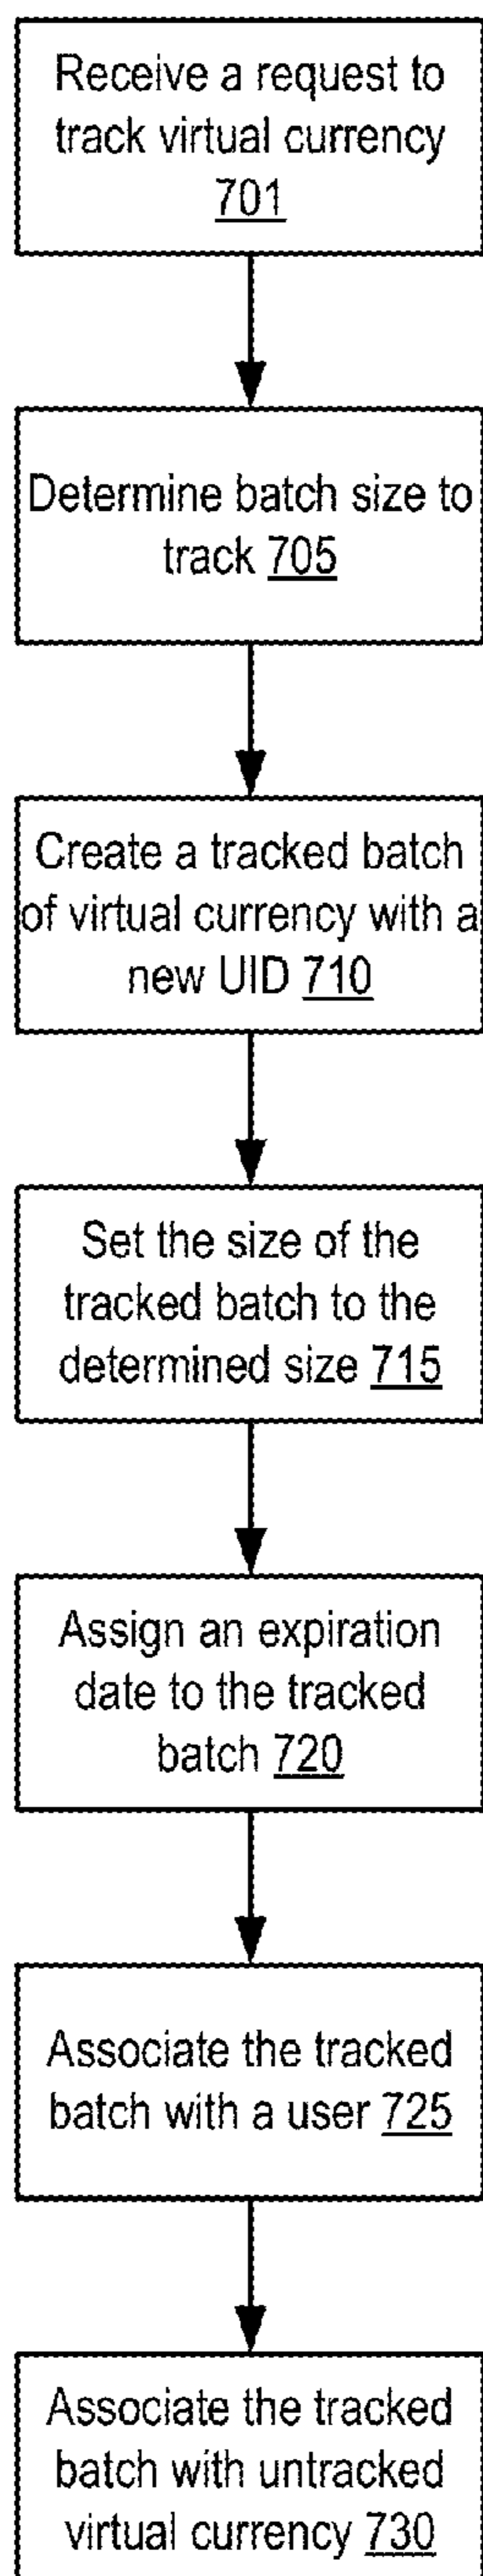 Receive a request to
track virtual currency
701
Determine batch size to
track 705
Create a tracked batch
of virtual currency with a
new UID 710
Set the size of the
tracked batch to the
determined size 715
Assign an expiration
date to the tracked
batch 720
Associate the tracked
batch with a user 725
Associate the tracked
batch with untracked
virtual currency 730